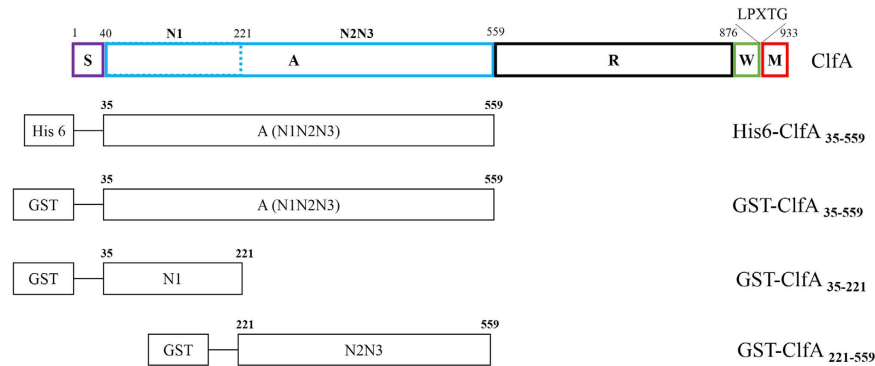 LPXTG
1 40 N1 221 N2N3 559 876 933
S A R W M ClfA
35 559
His 6 A (N1N2N3) His6-ClfA 35-559
35 559
GST A (N1N2N3) GST-ClfA 35-559
35 221
GST N1 GST-ClfA 35-221
221 559
GST N2N3 GST-ClfA 221-559